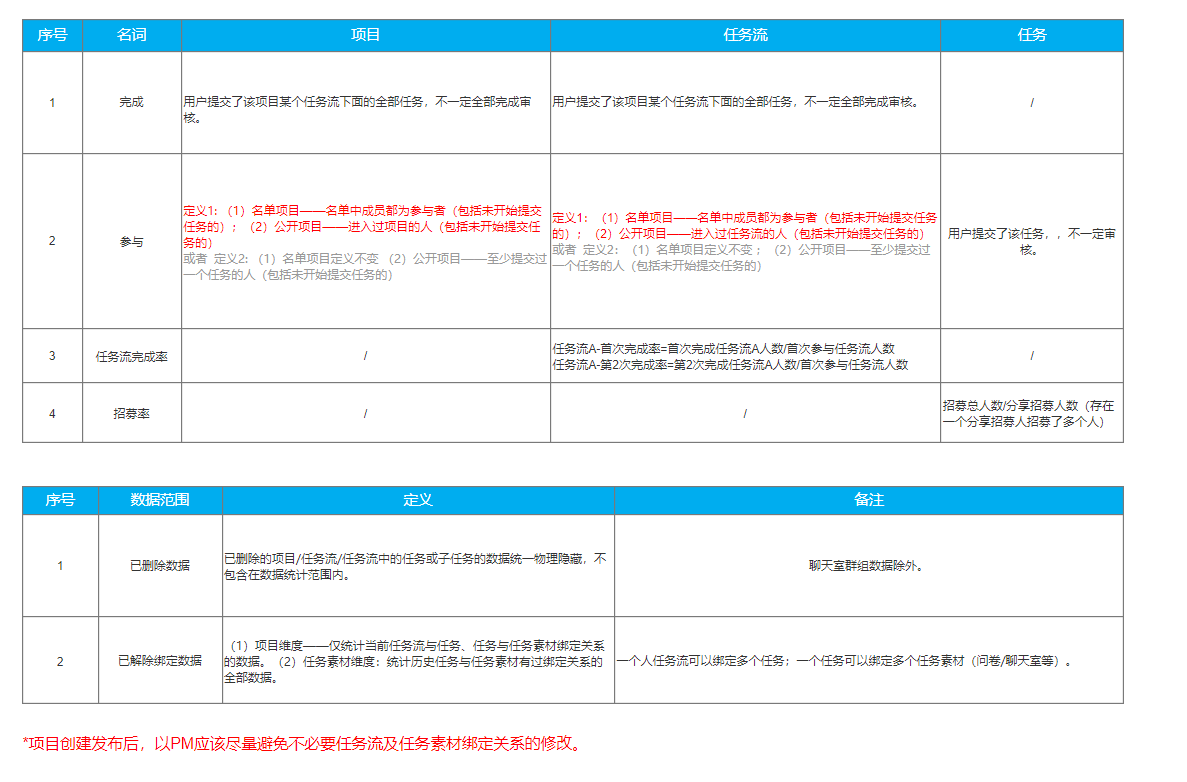 序号 名词 项目 任务流 任务
1 完成 用户提交了该项目某个任务流下面的全部任务，不一定全部完成审
核。
用户提交了该项目某个任务流下面的全部任务，不一定全部完成审核。
/
2 参与
定义1:（1）名单项目——名单中成员都为参与者（包括未开始提交
任务的）；（2）公开项目——进入过项目的人（包括未开始提交任
务的）
或者 定义2:（1）名单项目定义不变 （2）公开项目——至少提交过
一个任务的人（包括未开始提交任务的）
定义1：（1）名单项目——名单中成员都为参与者（包括未开始提交任务
的）；（2）公开项目——进入过任务流的人（包括未开始提交任务的）
或者 定义2：（1）名单项目定义不变 ；（2）公开项目——至少提交过
一个任务的人（包括未开始提交任务的）
用户提交了该任务，，不一定审
核。
3 任务流完成率 /
任务流A-首次完成率=首次完成任务流A人数/首次参与任务流人数
任务流A-第2次完成率=第2次完成任务流A人数/首次参与任务流人数
/
4 招募率 / /
招募总人数/分享招募人数（存在
一个分享招募人招募了多个人）
序号 数据范围 定义 备注
1 已删除数据
已删除的项目/任务流/任务流中的任务或子任务的数据统一物理隐藏，不
包含在数据统计范围内。
聊天室群组数据除外。
2 已解除绑定数据
（1）项目维度——仅统计当前任务流与任务、任务与任务素材绑定关系
的数据。（2）任务素材维度：统计历史任务与任务素材有过绑定关系的
全部数据。
一个人任务流可以绑定多个任务；一个任务可以绑定多个任务素材（问卷/聊天室等）。
*项目创建发布后，以PM应该尽量避免不必要任务流及任务素材绑定关系的修改。